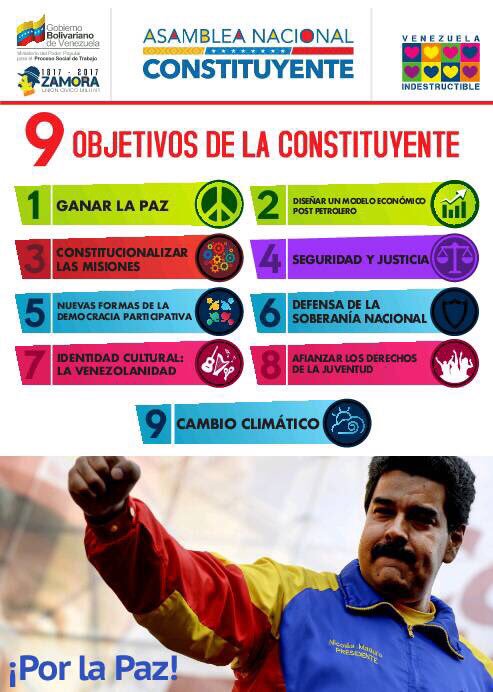 Gobierno
Bolivariano
de Venezuela
Ministerio del Poder Popular
para el Proceso Social de Trabajo
1817 - 2017
ZAMORA
ASAMBLEA NACIONAL
CONSTITUYENTE
VENEZUELA
INDESTRUCTIBLE
9 OBJETIVOS DE LA CONSTITUYENTE
1 GANAR LA PAZ
2 DISEÑAR UN MODELO ECONÓMICO
POST PETROLERO
3 CONSTITUCIONALIZAR
LAS MISIONES
4 SEGURIDAD Y JUSTICIA
5 NUEVAS FORMAS DE LA
DEMOCRACIA PARTICIPATIVA
6 DEFENSA DE LA
SOBERANÍA NACIONAL
7 IDENTIDAD CULTURAL:
LA VENEZOLANIDAD
8 AFIANZAR LOS DERECHOS
DE LA JUVENTUD
9 CAMBIO CLIMÁTICO
Nicolás Maduro
PRESIDENTE
¡Por la Paz!